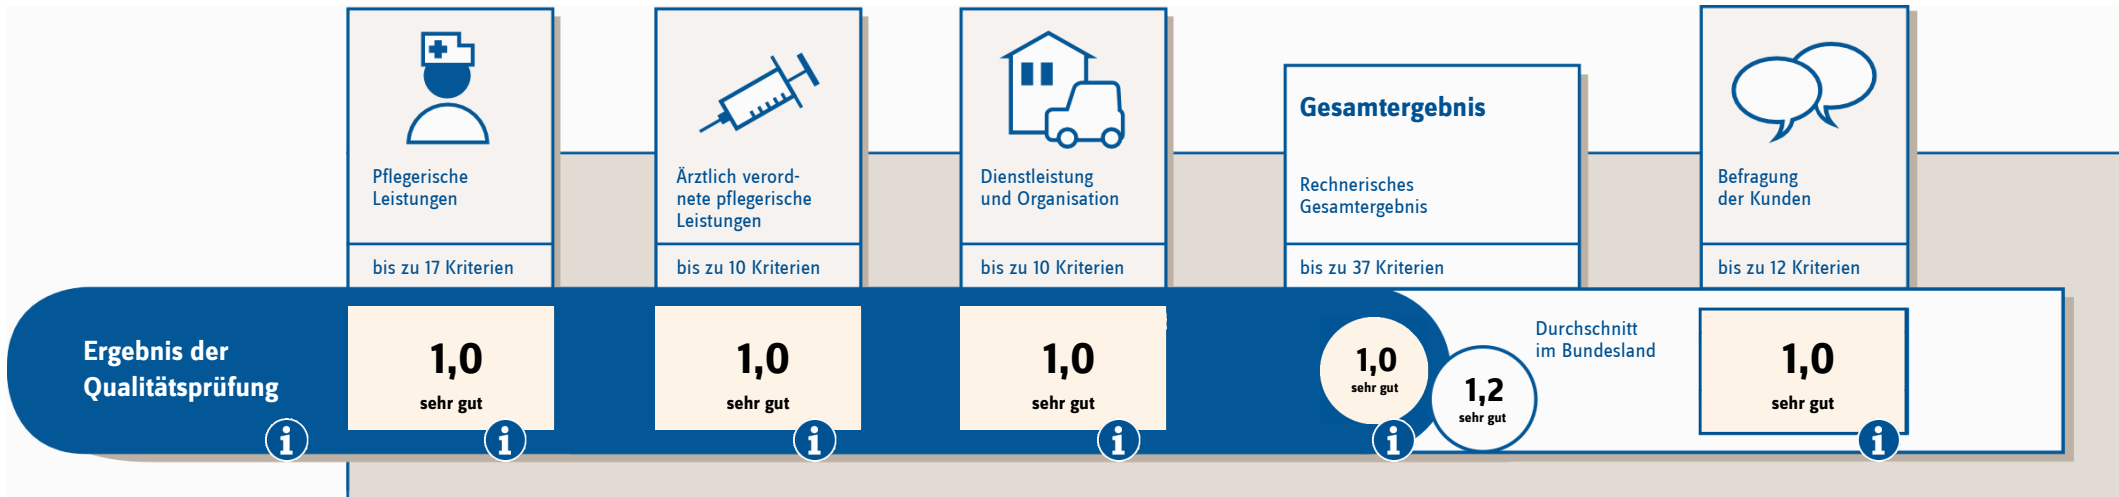 Pflegerische
Leistungen
bis zu 17 Kriterien
Ärztlich verord-
nete pflegerische
Leistungen
bis zu 10 Kriterien
Dienstleistung
und Organisation
bis zu 10 Kriterien
Gesamtergebnis
Rechnerisches
Gesamtergebnis
bis zu 37 Kriterien
Befragung
der Kunden
bis zu 12 Kriterien
Ergebnis der
Qualitätsprüfung
i
1,0
sehr gut
i
1,0
sehr gut
i
1,0
sehr gut
i
1,0
sehr gut
i
1,2
sehr gut
Durchschnitt
im Bundesland
1,0
sehr gut
i